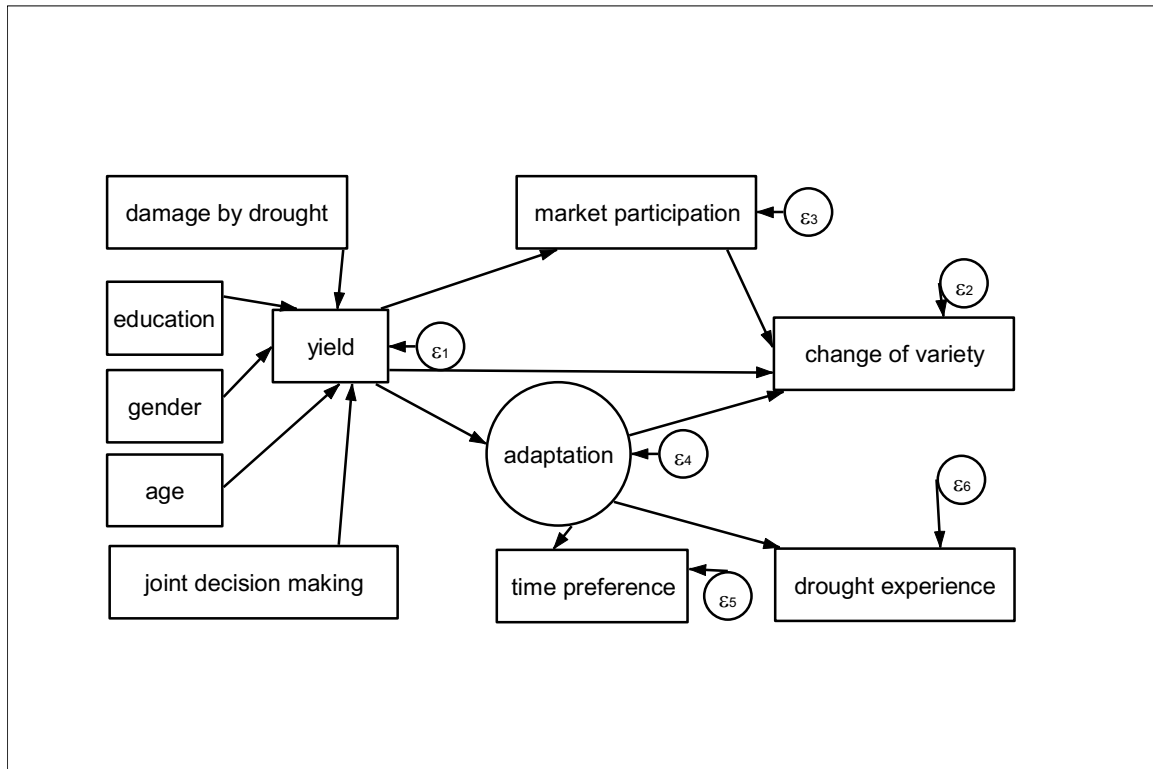 damage by drought
market participation
ε3
education
ε2
yield
ε1
change of variety
gender
adaptation
ε4
age
ε6
joint decision making
time preference
ε5
drought experience